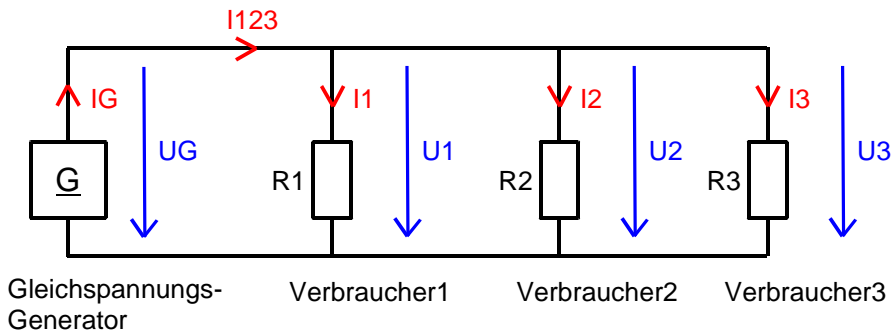 I123
IG
UG
I1
U1
I2
U2
I3
U3
G
R1
R2
R3
Gleichspannungs-
Generator
Verbraucher1
Verbraucher2
Verbraucher3